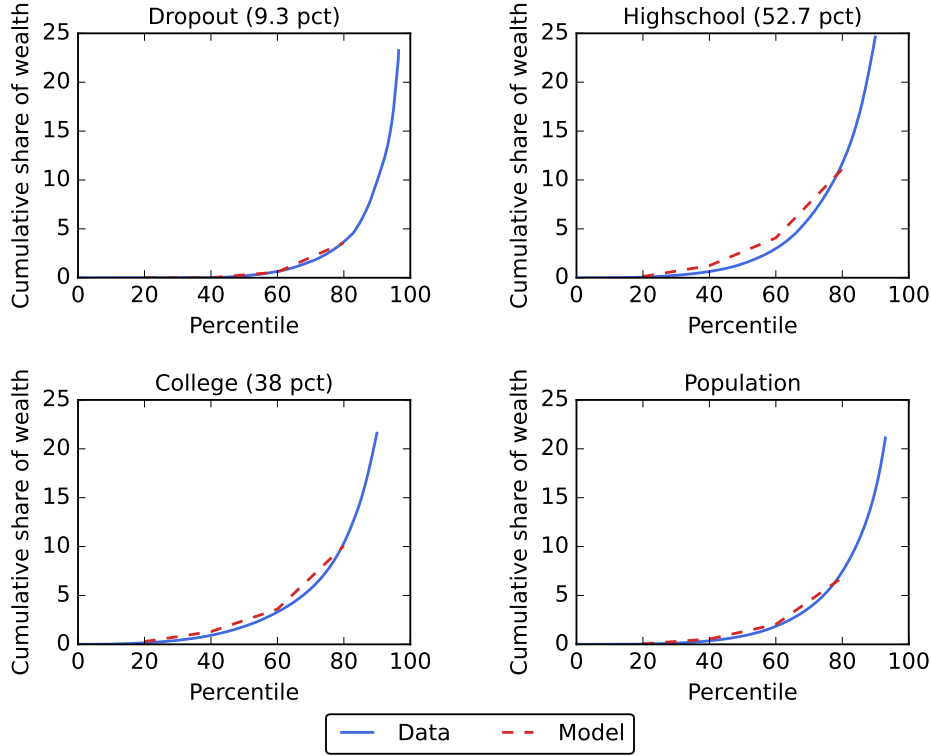 Dropout (9.3 pct)
Cumulative share of wealth
25
20
15
10
5
0
0 20 40 60 80 100
Percentile
Highschool (52.7 pct)
Cumulative share of wealth
25
20
15
10
5
0
0 20 40 60 80 100
Percentile
College (38 pct)
Cumulative share of wealth
25
20
15
10
5
0
0 20 40 60 80 100
Percentile
Population
Cumulative share of wealth
25
20
15
10
5
0
0 20 40 60 80 100
Percentile
Data Model